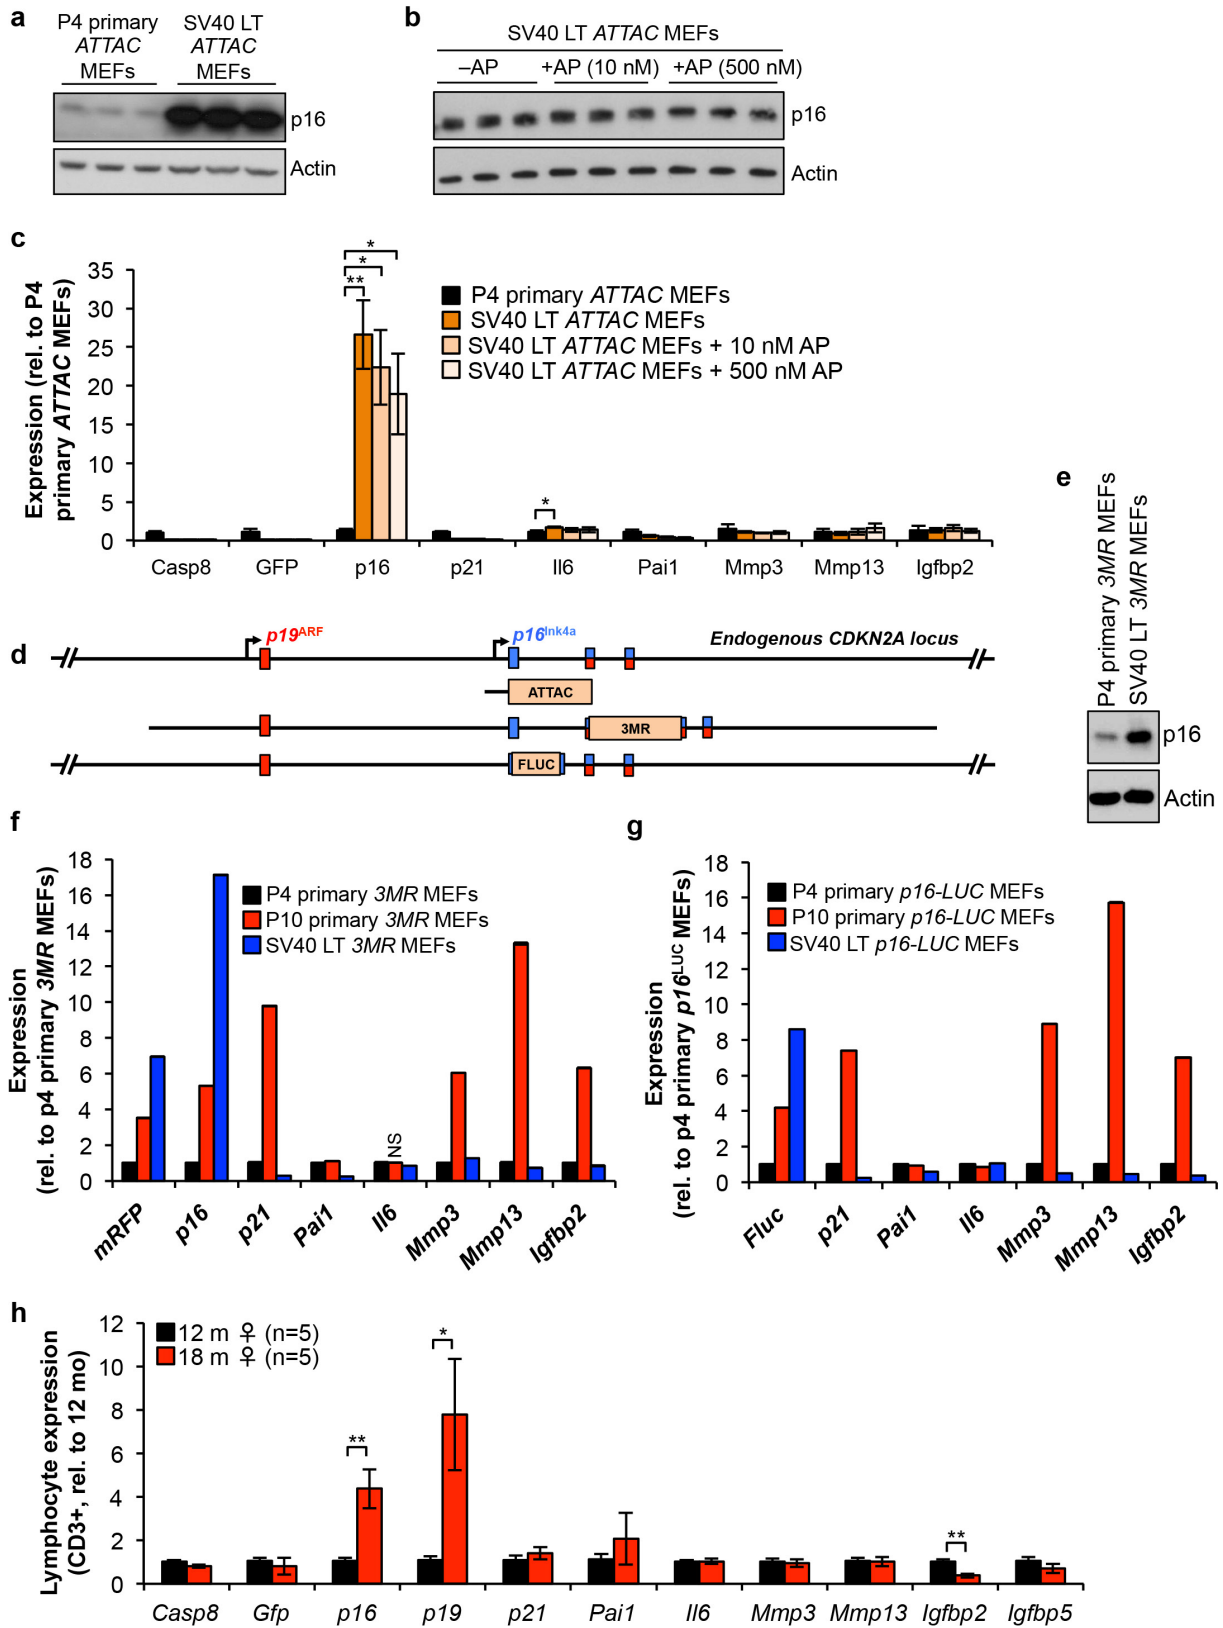 a
P4 primary
ATTAC
MEFs
SV40 LT
ATTAC
MEFs
p16
Actin
b
SV40 LT ATTAC MEFs
–AP
+AP (10 nM)
+AP (500 nM)
p16
Actin
c
Expression (rel. to P4
primary ATTAC MEFs)
35
30
25
20
15
10
5
0
*
*
**
*
P4 primary ATTAC MEFs
SV40 LT ATTAC MEFs
SV40 LT ATTAC MEFs + 10 nM AP
SV40 LT ATTAC MEFs + 500 nM AP
Casp8 GFP p16 p21 Il6 Pai1 Mmp3 Mmp13 Igfbp2
d
p19ARF
p16Ink4a
Endogenous CDKN2A locus
ATTAC
3MR
FLUC
e
P4 primary 3MR MEFs
SV40 LT 3MR MEFs
p16
Actin
f
Expression
(rel. to p4 primary 3MR MEFs)
18
16
14
12
10
8
6
4
2
0
P4 primary 3MR MEFs
P10 primary 3MR MEFs
SV40 LT 3MR MEFs
NS
mRFP p16 p21 Pai1 Il6 Mmp3 Mmp13 Igfbp2
g
Expression
(rel. to p4 primary p16LUC MEFs)
18
16
14
12
10
8
6
4
2
0
P4 primary p16-LUC MEFs
P10 primary p16-LUC MEFs
SV40 LT p16-LUC MEFs
Fluc p21 Pai1 Il6 Mmp3 Mmp13 Igfbp2
h
Lymphocyte expression
(CD3+, rel. to 12 mo)
12
10
8
6
4
2
0
12 m ♀ (n=5)
18 m ♀ (n=5)
**
*
**
Casp8 Gfp p16 p19 p21 Pai1 Il6 Mmp3 Mmp13 Igfbp2 Igfbp5